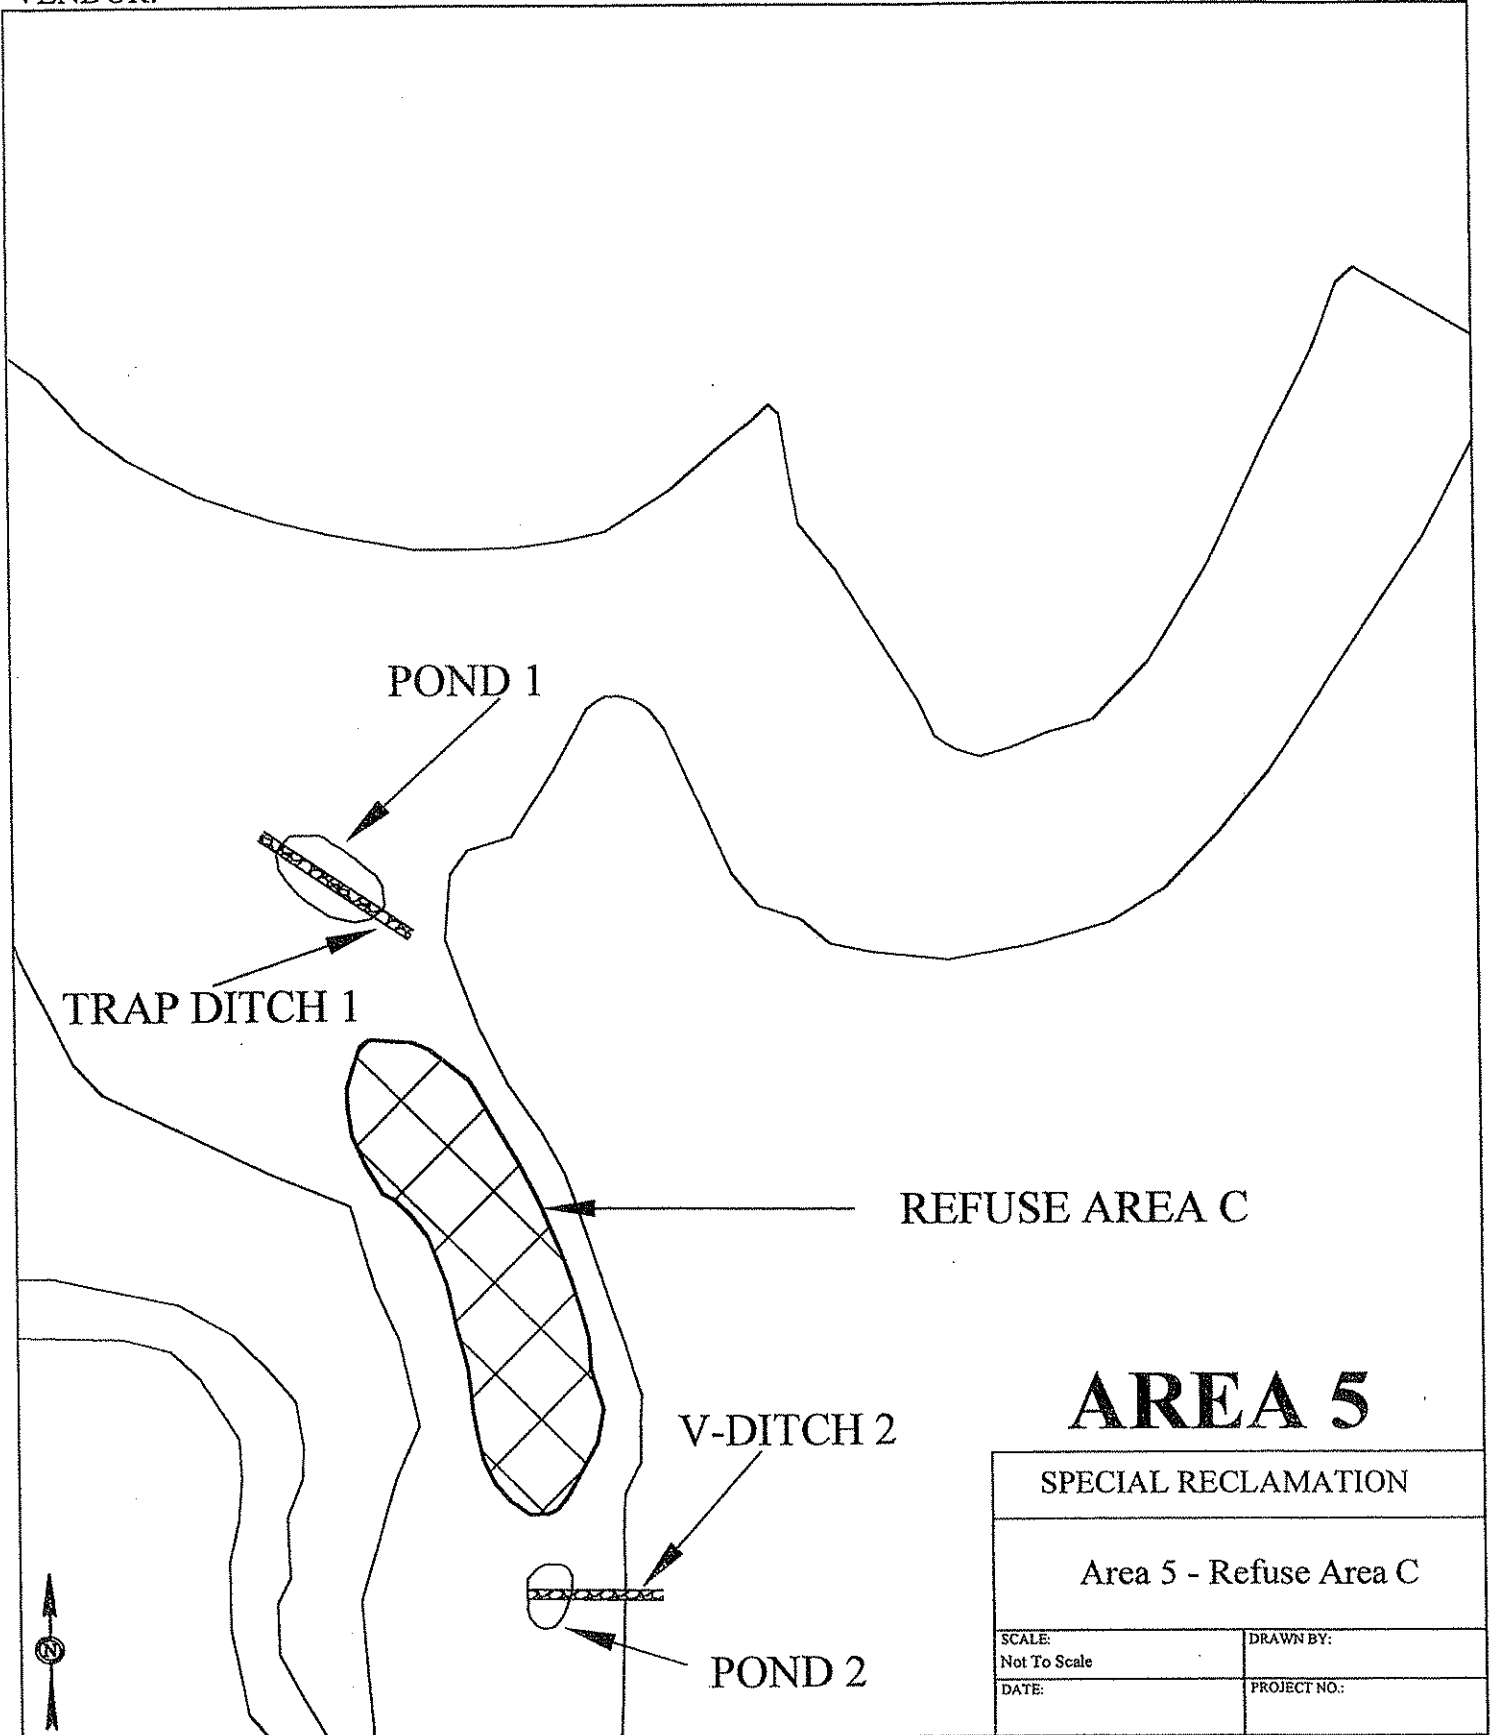 VENDOR:
POND 1
TRAP DITCH 1
REFUSE AREA C
V-DITCH 2
POND 2
N
AREA 5
SPECIAL RECLAMATION
Area 5 - Refuse Area C
SCALE:
Not To Scale
DRAWN BY:
DATE:
PROJECT NO.: